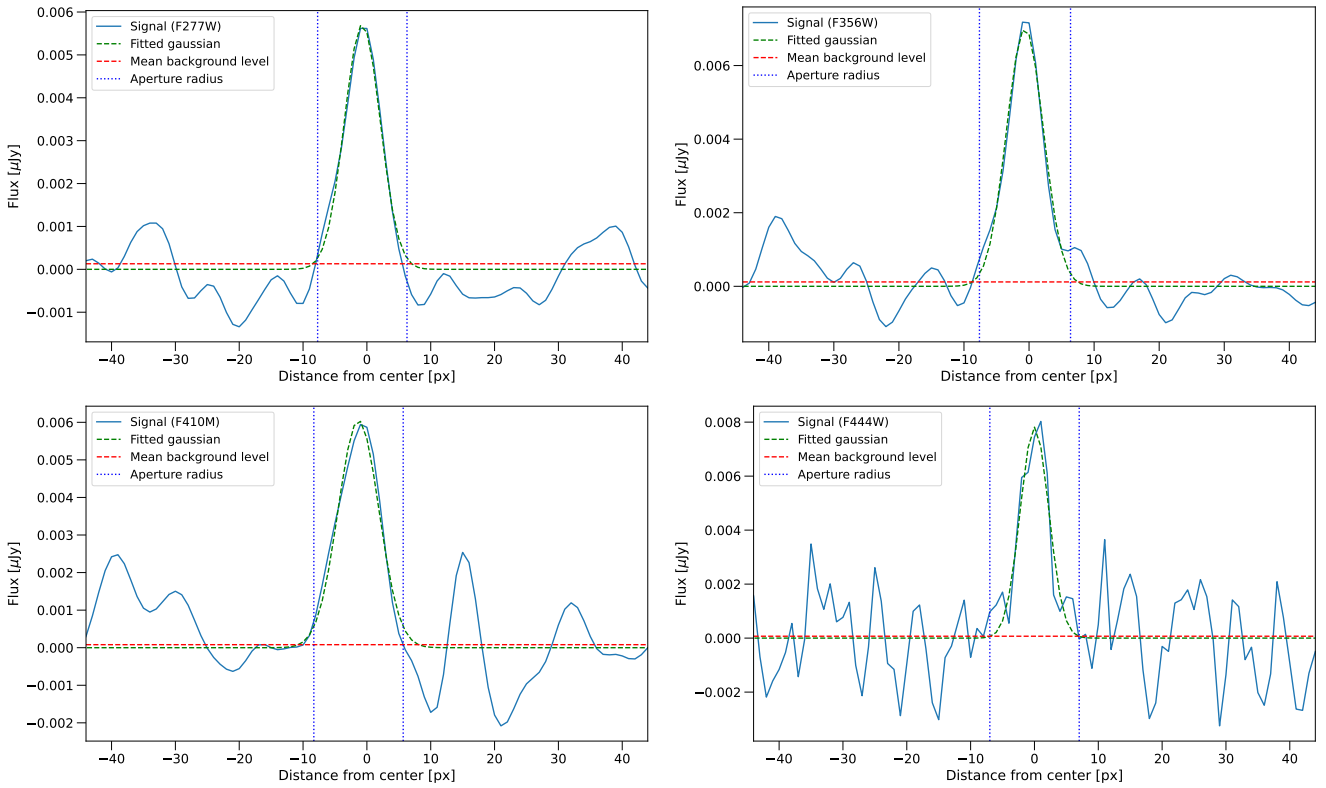 0.006
0.005
0.004
0.003
0.002
0.001
0.000
−0.001
Flux [μJy]
Signal (F277W)
Fitted gaussian
Mean background level
Aperture radius
−40 −30 −20 −10 0 10 20 30 40
Distance from center [px]
0.006
0.004
0.002
0.000
Flux [μJy]
Signal (F356W)
Fitted gaussian
Mean background level
Aperture radius
−40 −30 −20 −10 0 10 20 30 40
Distance from center [px]
0.006
0.005
0.004
0.003
0.002
0.001
0.000
−0.001
−0.002
Flux [μJy]
Signal (F410M)
Fitted gaussian
Mean background level
Aperture radius
−40 −30 −20 −10 0 10 20 30 40
Distance from center [px]
0.008
0.006
0.004
0.002
0.000
−0.002
Flux [μJy]
Signal (F444W)
Fitted gaussian
Mean background level
Aperture radius
−40 −30 −20 −10 0 10 20 30 40
Distance from center [px]